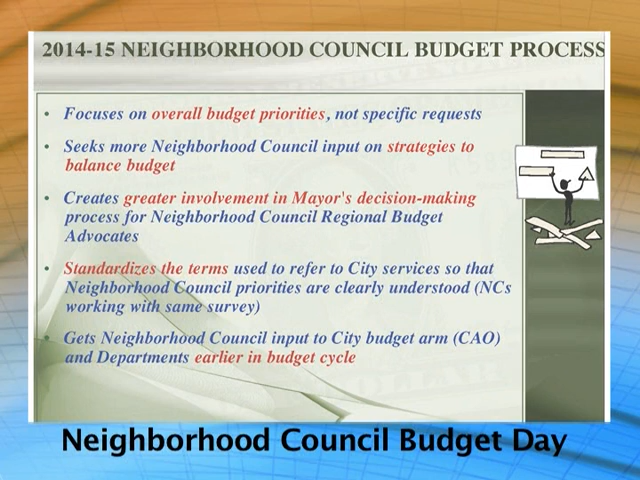 2014-15 NEIGHBORHOOD COUNCIL BUDGET PROCESS
• Focuses on overall budget priorities, not specific requests
• Seeks more Neighborhood Council input on strategies to
balance budget
• Creates greater involvement in Mayor's decision-making
process for Neighborhood Council Regional Budget
Advocates
• Standardizes the terms used to refer to City services so that
Neighborhood Council priorities are clearly understood (NCs
working with same survey)
• Gets Neighborhood Council input to City budget arm (CAO)
and Departments earlier in budget cycle
Neighborhood Council Budget Day